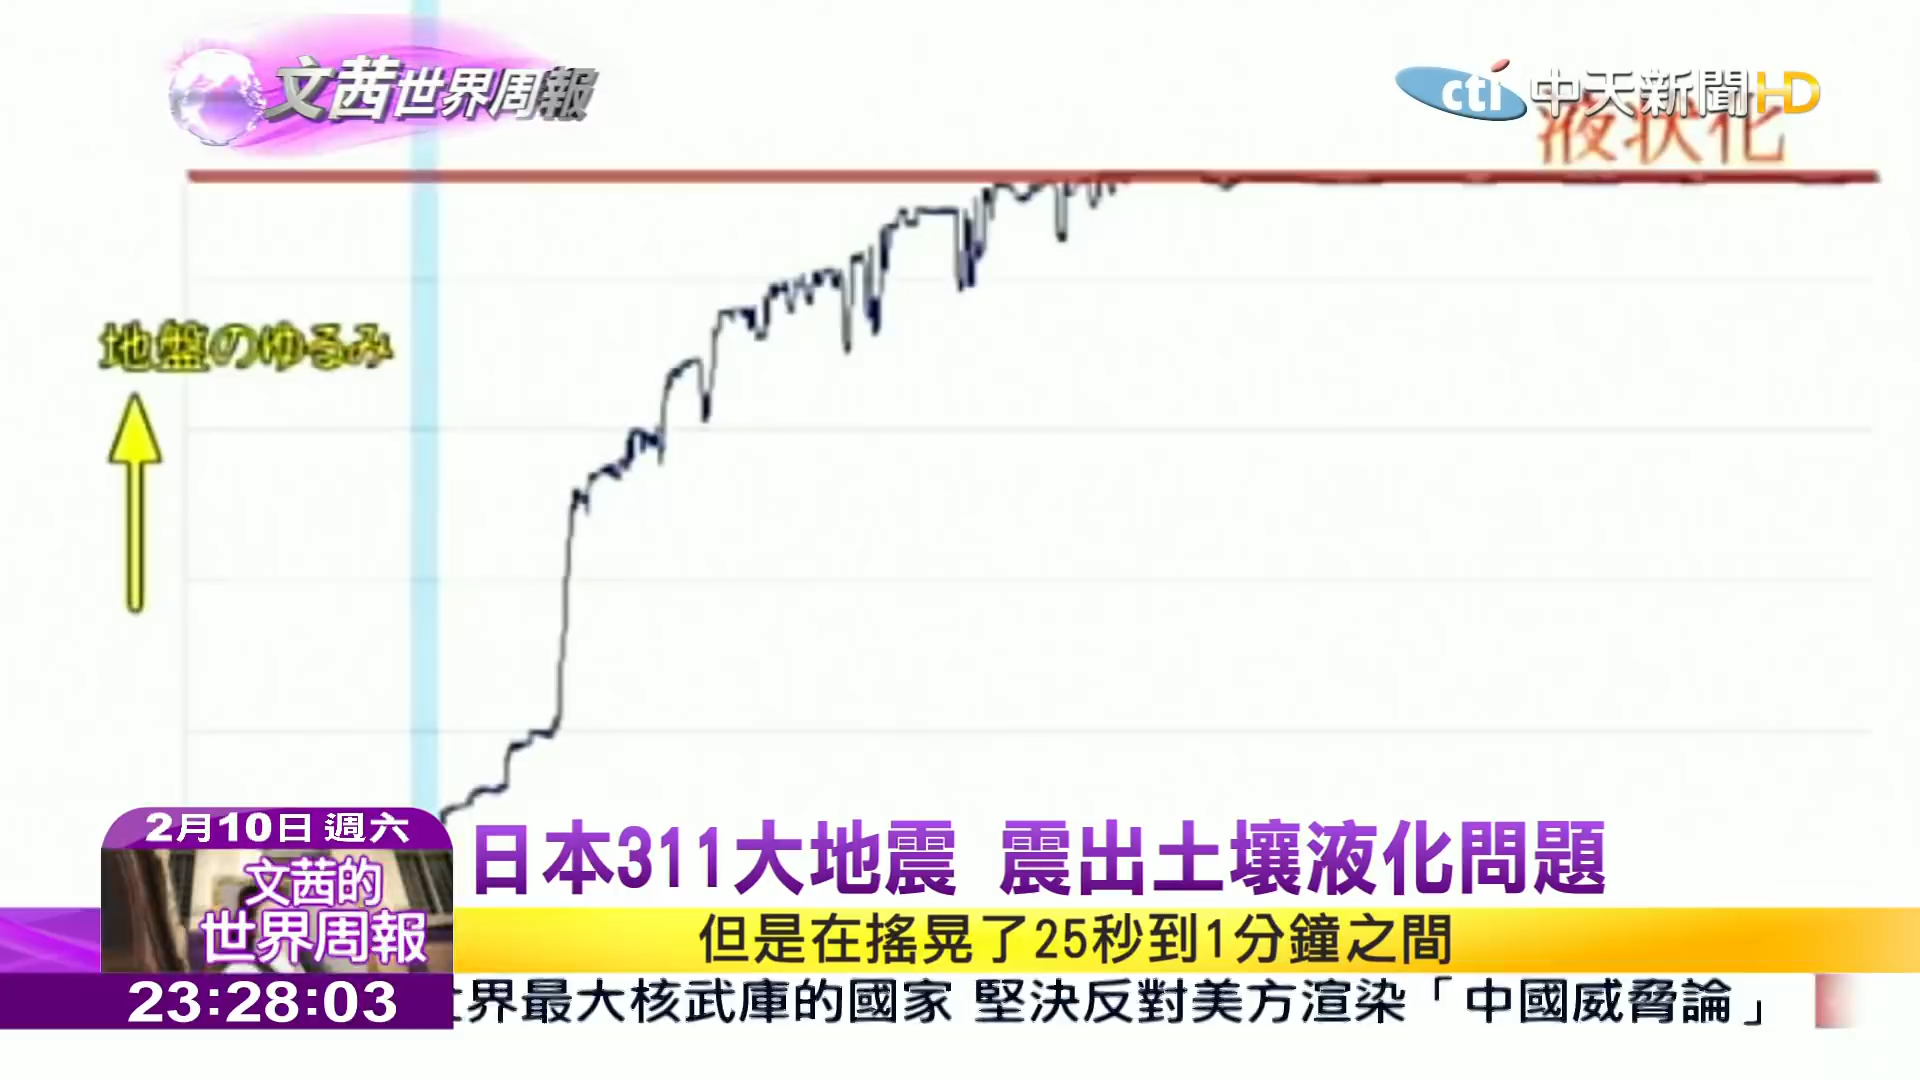 文茜世界周報
cti中天新聞HD
液状化
地盤のゆるみ
2月10日 週六
文茜的
世界周報
日本311大地震 震出土壤液化問題
但是在搖晃了25秒到1分鐘之間
23:28:03
界最大核武庫的國家 堅決反對美方渲染「中國威脅論」